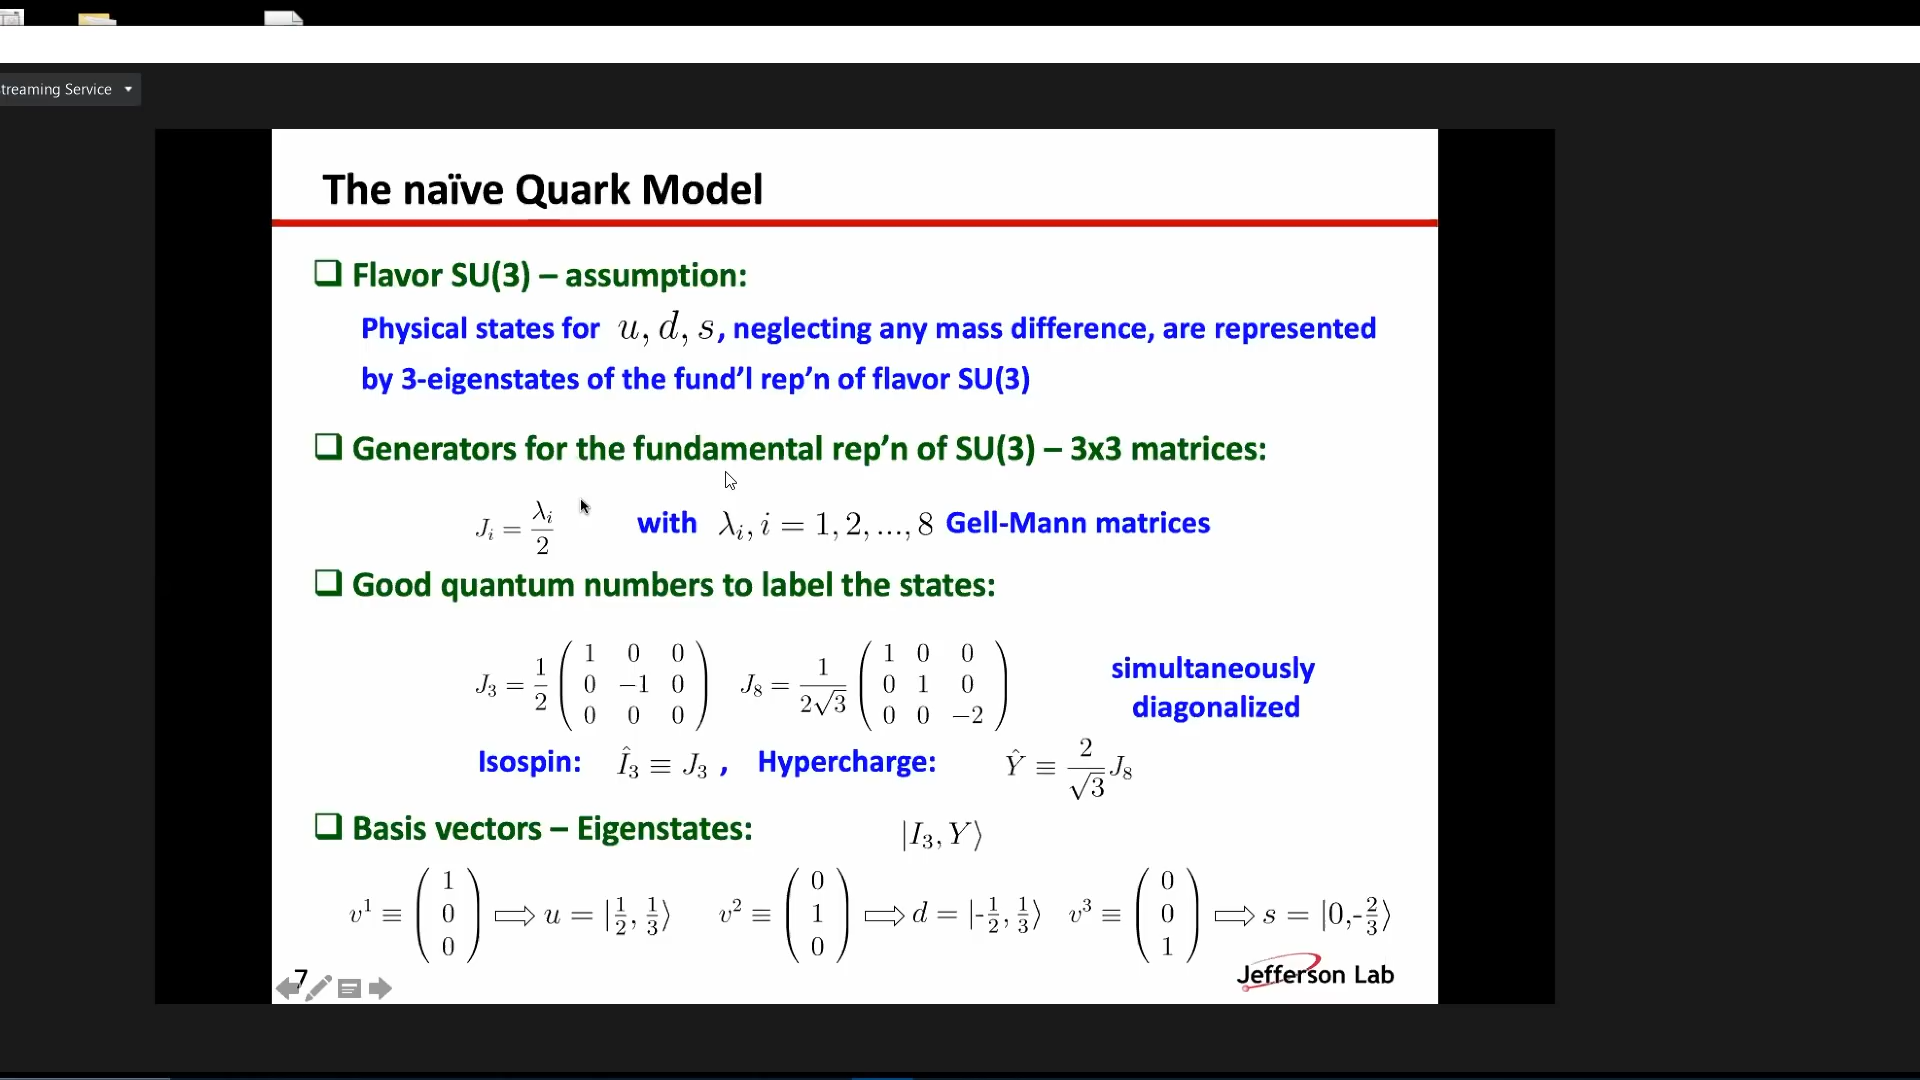 treaming Service
The naïve Quark Model
❑ Flavor SU(3) – assumption:
Physical states for u, d, s, neglecting any mass difference, are represented
by 3-eigenstates of the fund'l rep'n of flavor SU(3)
❑ Generators for the fundamental rep'n of SU(3) – 3x3 matrices:
J_i = λ_i/2 with λ_i, i = 1, 2, ..., 8 Gell-Mann matrices
❑ Good quantum numbers to label the states:
J_3 = 1/2 ( 1 0 0 ; 0 −1 0 ; 0 0 0 ) J_8 = 1/(2√3) ( 1 0 0 ; 0 1 0 ; 0 0 −2 ) simultaneously
diagonalized
Isospin: Î_3 ≡ J_3 , Hypercharge: Ŷ ≡ 2/√3 J_8
❑ Basis vectors – Eigenstates: |I_3, Y⟩
v^1 ≡ ( 1 ; 0 ; 0 ) ⟹ u = |1/2, 1/3⟩ v^2 ≡ ( 0 ; 1 ; 0 ) ⟹ d = |-1/2, 1/3⟩ v^3 ≡ ( 0 ; 0 ; 1 ) ⟹ s = |0,-2/3⟩
7
Jefferson Lab